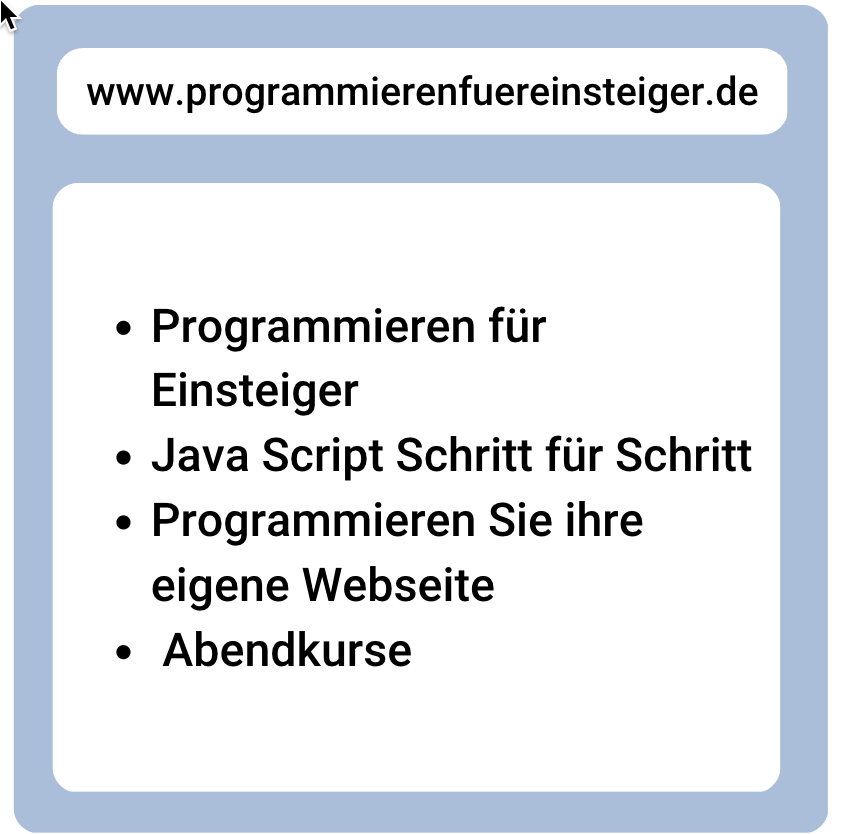 www.programmierenfuereinsteiger.de
• Programmieren für
Einsteiger
• Java Script Schritt für Schritt
• Programmieren Sie ihre
eigene Webseite
• Abendkurse